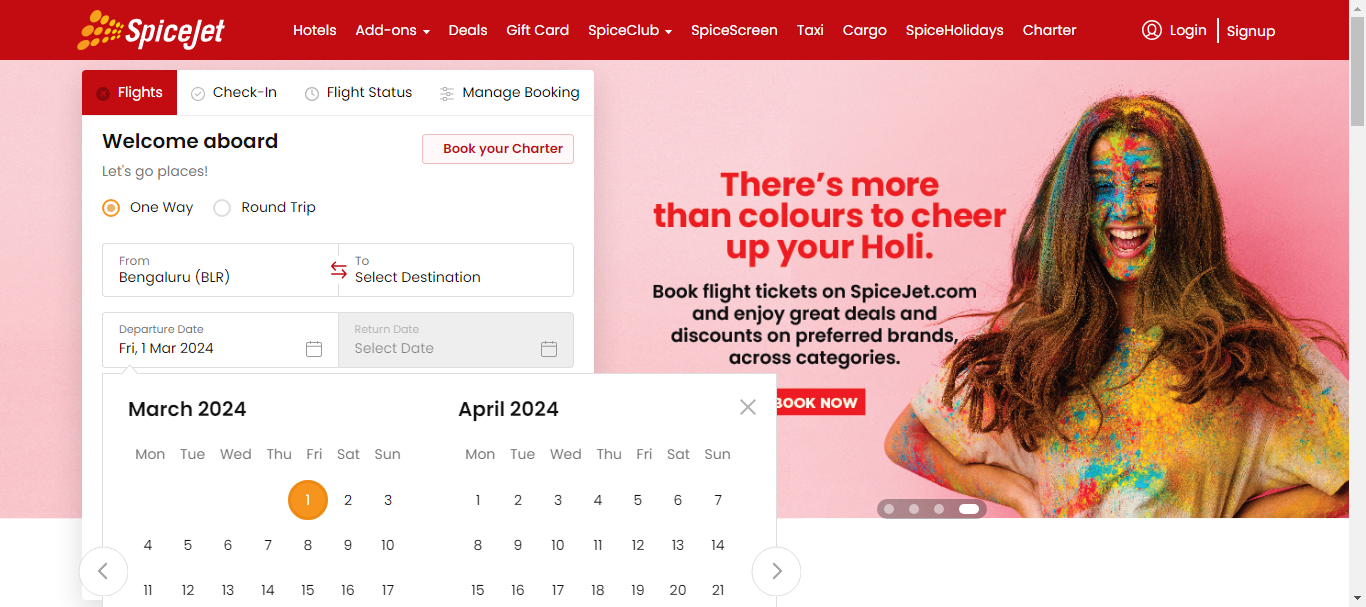 SpiceJet
Hotels Add-ons Deals Gift Card SpiceClub SpiceScreen Taxi Cargo SpiceHolidays Charter Login Signup
Flights Check-In Flight Status Manage Booking
Welcome aboard
Book your Charter
Let's go places!
One Way Round Trip
From To
Bengaluru (BLR) Select Destination
Departure Date Return Date
Fri, 1 Mar 2024 Select Date
March 2024 April 2024
Mon Tue Wed Thu Fri Sat Sun Mon Tue Wed Thu Fri Sat Sun
1 2 3 1 2 3 4 5 6 7
4 5 6 7 8 9 10 8 9 10 11 12 13 14
11 12 13 14 15 16 17 15 16 17 18 19 20 21
There's more
than colours to cheer
up your Holi.
Book flight tickets on SpiceJet.com
and enjoy great deals and
discounts on preferred brands,
across categories.
BOOK NOW